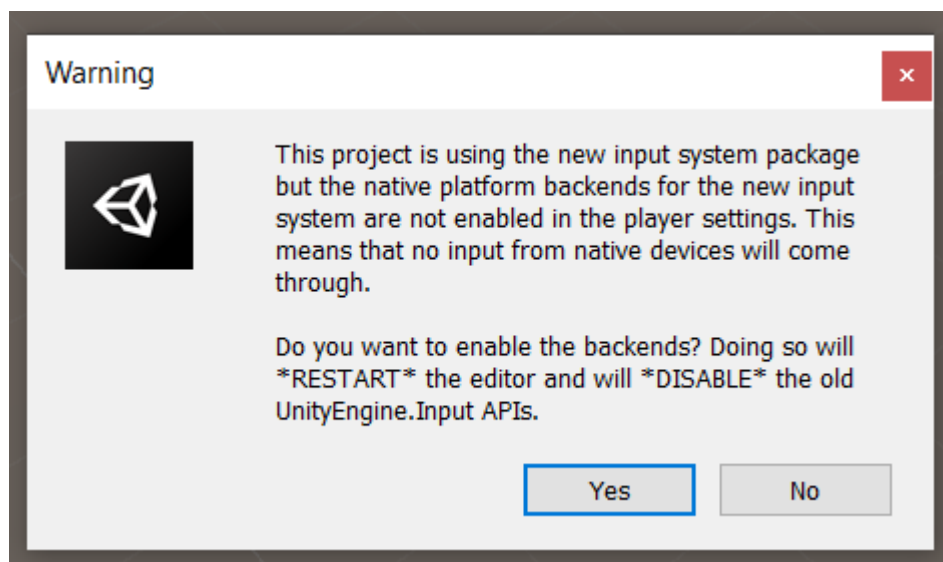 Warning
This project is using the new input system package
but the native platform backends for the new input
system are not enabled in the player settings. This
means that no input from native devices will come
through.
Do you want to enable the backends? Doing so will
*RESTART* the editor and will *DISABLE* the old
UnityEngine.Input APIs.
Yes
No